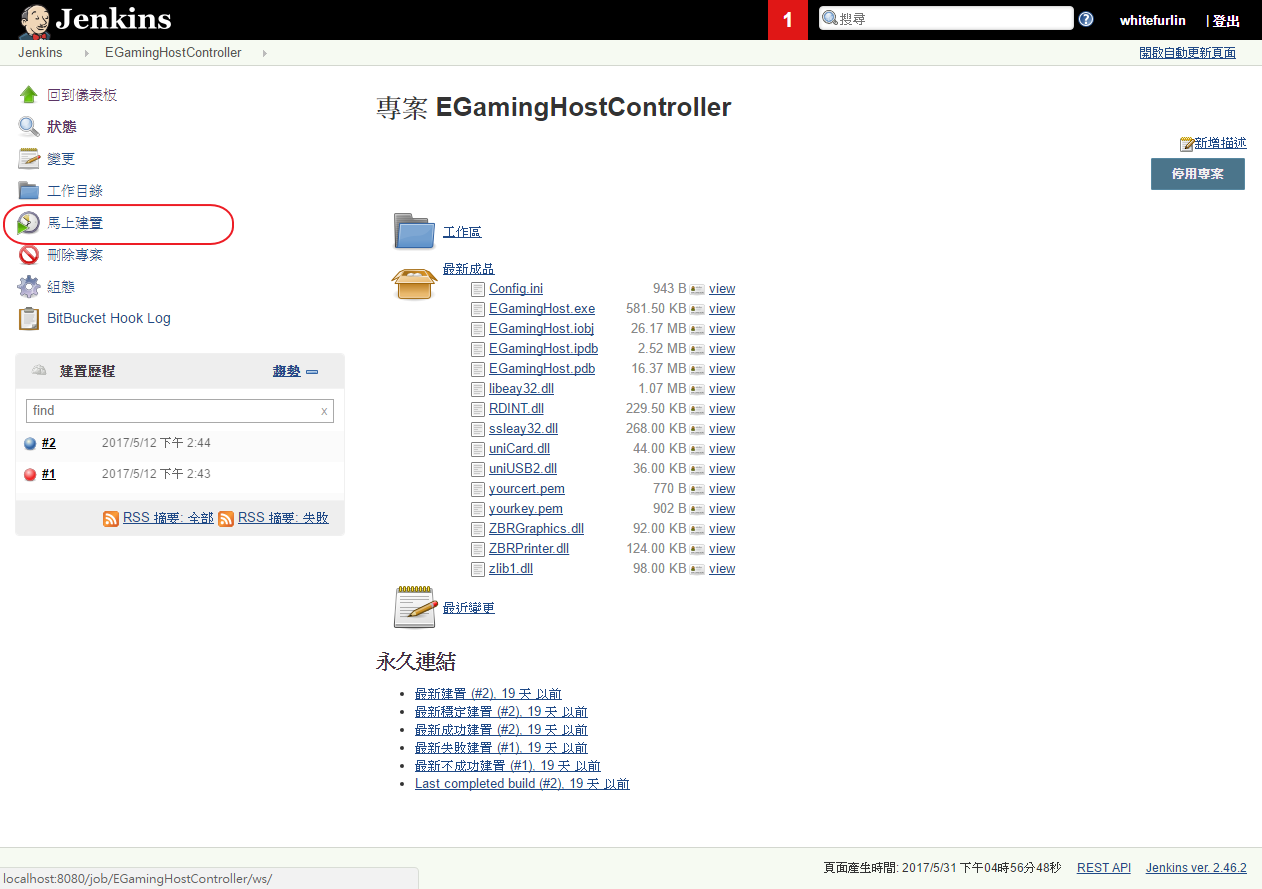 Jenkins 1 搜尋 ? whitefurlin | 登出
Jenkins EGamingHostController 開啟自動更新頁面
回到儀表板
狀態
變更
工作目錄
馬上建置
刪除專案
組態
BitBucket Hook Log
建置歷程 趨勢
find x
#2 2017/5/12 下午 2:44
#1 2017/5/12 下午 2:43
RSS 摘要: 全部 RSS 摘要: 失敗
專案 EGamingHostController
新增描述
停用專案
工作區
最新成品
Config.ini 943 B view
EGamingHost.exe 581.50 KB view
EGamingHost.iobj 26.17 MB view
EGamingHost.ipdb 2.52 MB view
EGamingHost.pdb 16.37 MB view
libeay32.dll 1.07 MB view
RDINT.dll 229.50 KB view
ssleay32.dll 268.00 KB view
uniCard.dll 44.00 KB view
uniUSB2.dll 36.00 KB view
yourcert.pem 770 B view
yourkey.pem 902 B view
ZBRGraphics.dll 92.00 KB view
ZBRPrinter.dll 124.00 KB view
zlib1.dll 98.00 KB view
最近變更
永久連結
最新建置 (#2), 19 天 以前
最新穩定建置 (#2), 19 天 以前
最新成功建置 (#2), 19 天 以前
最新失敗建置 (#1), 19 天 以前
最新不成功建置 (#1), 19 天 以前
Last completed build (#2), 19 天 以前
頁面產生時間: 2017/5/31 下午04時56分48秒 REST API Jenkins ver. 2.46.2
localhost:8080/job/EGamingHostController/ws/